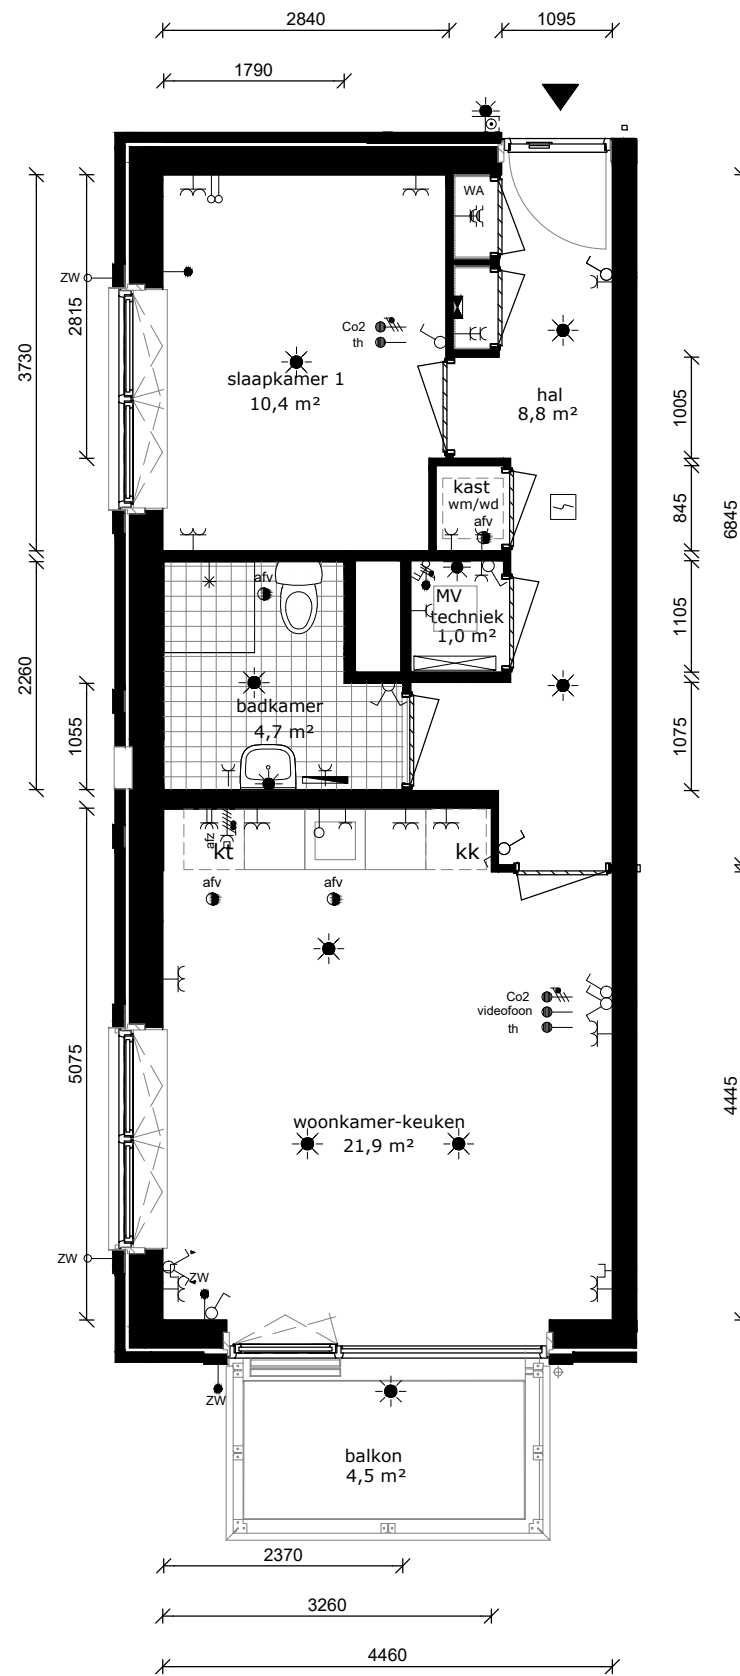 2840
1095
1790
WA
ZW
2815
3730
Co2
th
slaapkamer 1
10,4 m²
hal
8,8 m²
1005
6845
845
kast
wm/wd
afv
afv
MV
techniek
1,0 m²
1105
2260
badkamer
4,7 m²
1055
1075
afz
kt
kk
afv
afv
Co2
videofoon
th
5075
4445
woonkamer-keuken
21,9 m²
ZW
ZW
ZW
balkon
4,5 m²
2370
3260
4460